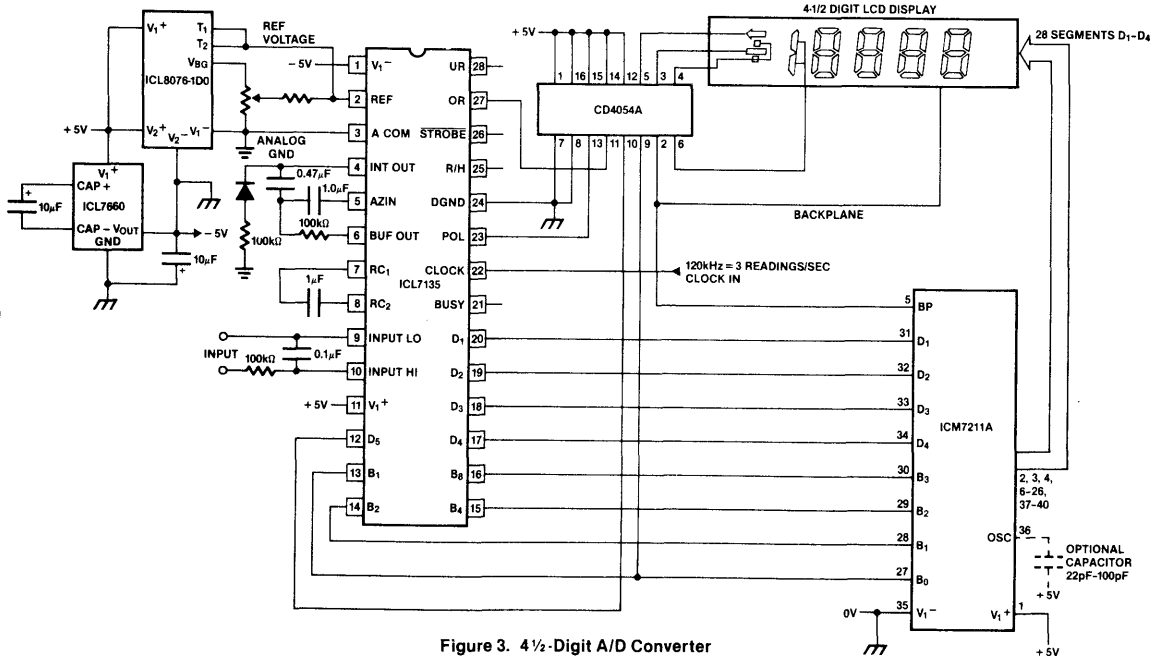 4-1/2 DIGIT LCD DISPLAY
28 SEGMENTS D1-D4
V1+
T1
T2
VBG
ICL8076-1D0
V2+
V2-
V1-
REF
VOLTAGE
+5V
V1+
CAP+
ICL7660
CAP-
VOUT
GND
10µF
10µF
-5V
-5V
ANALOG
GND
0.47µF
1.0µF
100kΩ
100kΩ
1µF
INPUT
100kΩ
0.1µF
+5V
1 V1-
2 REF
3 A COM
4 INT OUT
5 AZIN
6 BUF OUT
7 RC1
8 RC2
9 INPUT LO
10 INPUT HI
11 V1+
12 D5
13 B1
14 B2
ICL7135
UR 28
OR 27
STROBE 26
R/H 25
DGND 24
POL 23
CLOCK 22
BUSY 21
D1 20
D2 19
D3 18
D4 17
B8 16
B4 15
+5V
1 16 15 14 12 5 3 4
CD4054A
7 8 13 11 10 9 2 6
BACKPLANE
120kHz = 3 READINGS/SEC
CLOCK IN
5 BP
31 D1
32 D2
33 D3
34 D4
30 B3
29 B2
28 B1
27 B0
35 V1-
0V
ICM7211A
2, 3, 4,
6-26,
37-40
OSC 36
OPTIONAL
CAPACITOR
22pF-100pF
+5V
V1+ 1
+5V
Figure 3. 4½-Digit A/D Converter